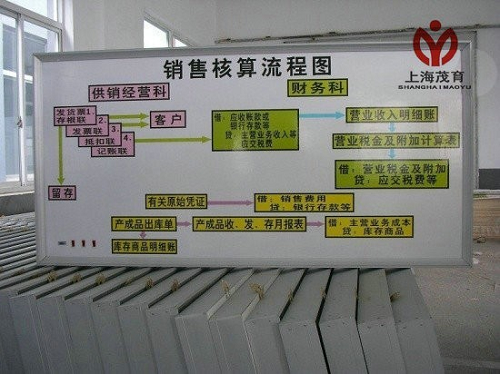 上海茂育
SHANGHAI MAOYU
销售核算流程图
供销经营科
财务科
发货票1.
存根联
发票联
2.
抵扣联
3.
记账联
4.
客户
留存
借：应收账款或
银行存款等
贷：主营业务收入等
应交税费
营业收入明细账
营业税金及附加计算表
借：营业税金及附加
贷：应交税费等
有关原始凭证
借：销售费用
贷：银行存款等
产成品出库单
产成品收、发、存月报表
借：主营业务成本
贷：库存商品
库存商品明细账